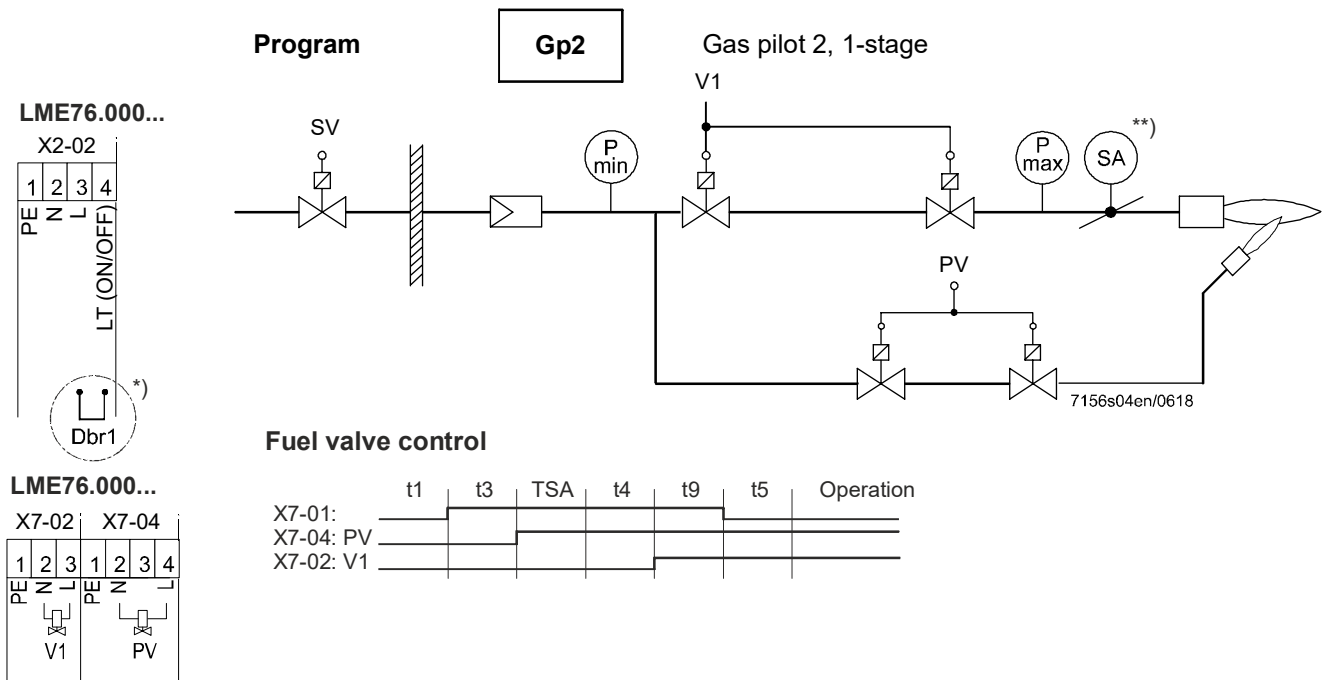 Program
Gp2
Gas pilot 2, 1-stage
V1
LME76.000...
X2-02
1 2 3 4
PE
N
L
LT (ON/OFF)
*)
Dbr1
SV
P min
P max
SA
**)
PV
7156s04en/0618
Fuel valve control
t1 t3 TSA t4 t9 t5 Operation
X7-01:
X7-04: PV
X7-02: V1
LME76.000...
X7-02 X7-04
1 2 3 1 2 3 4
PE N L PE N L
V1 PV